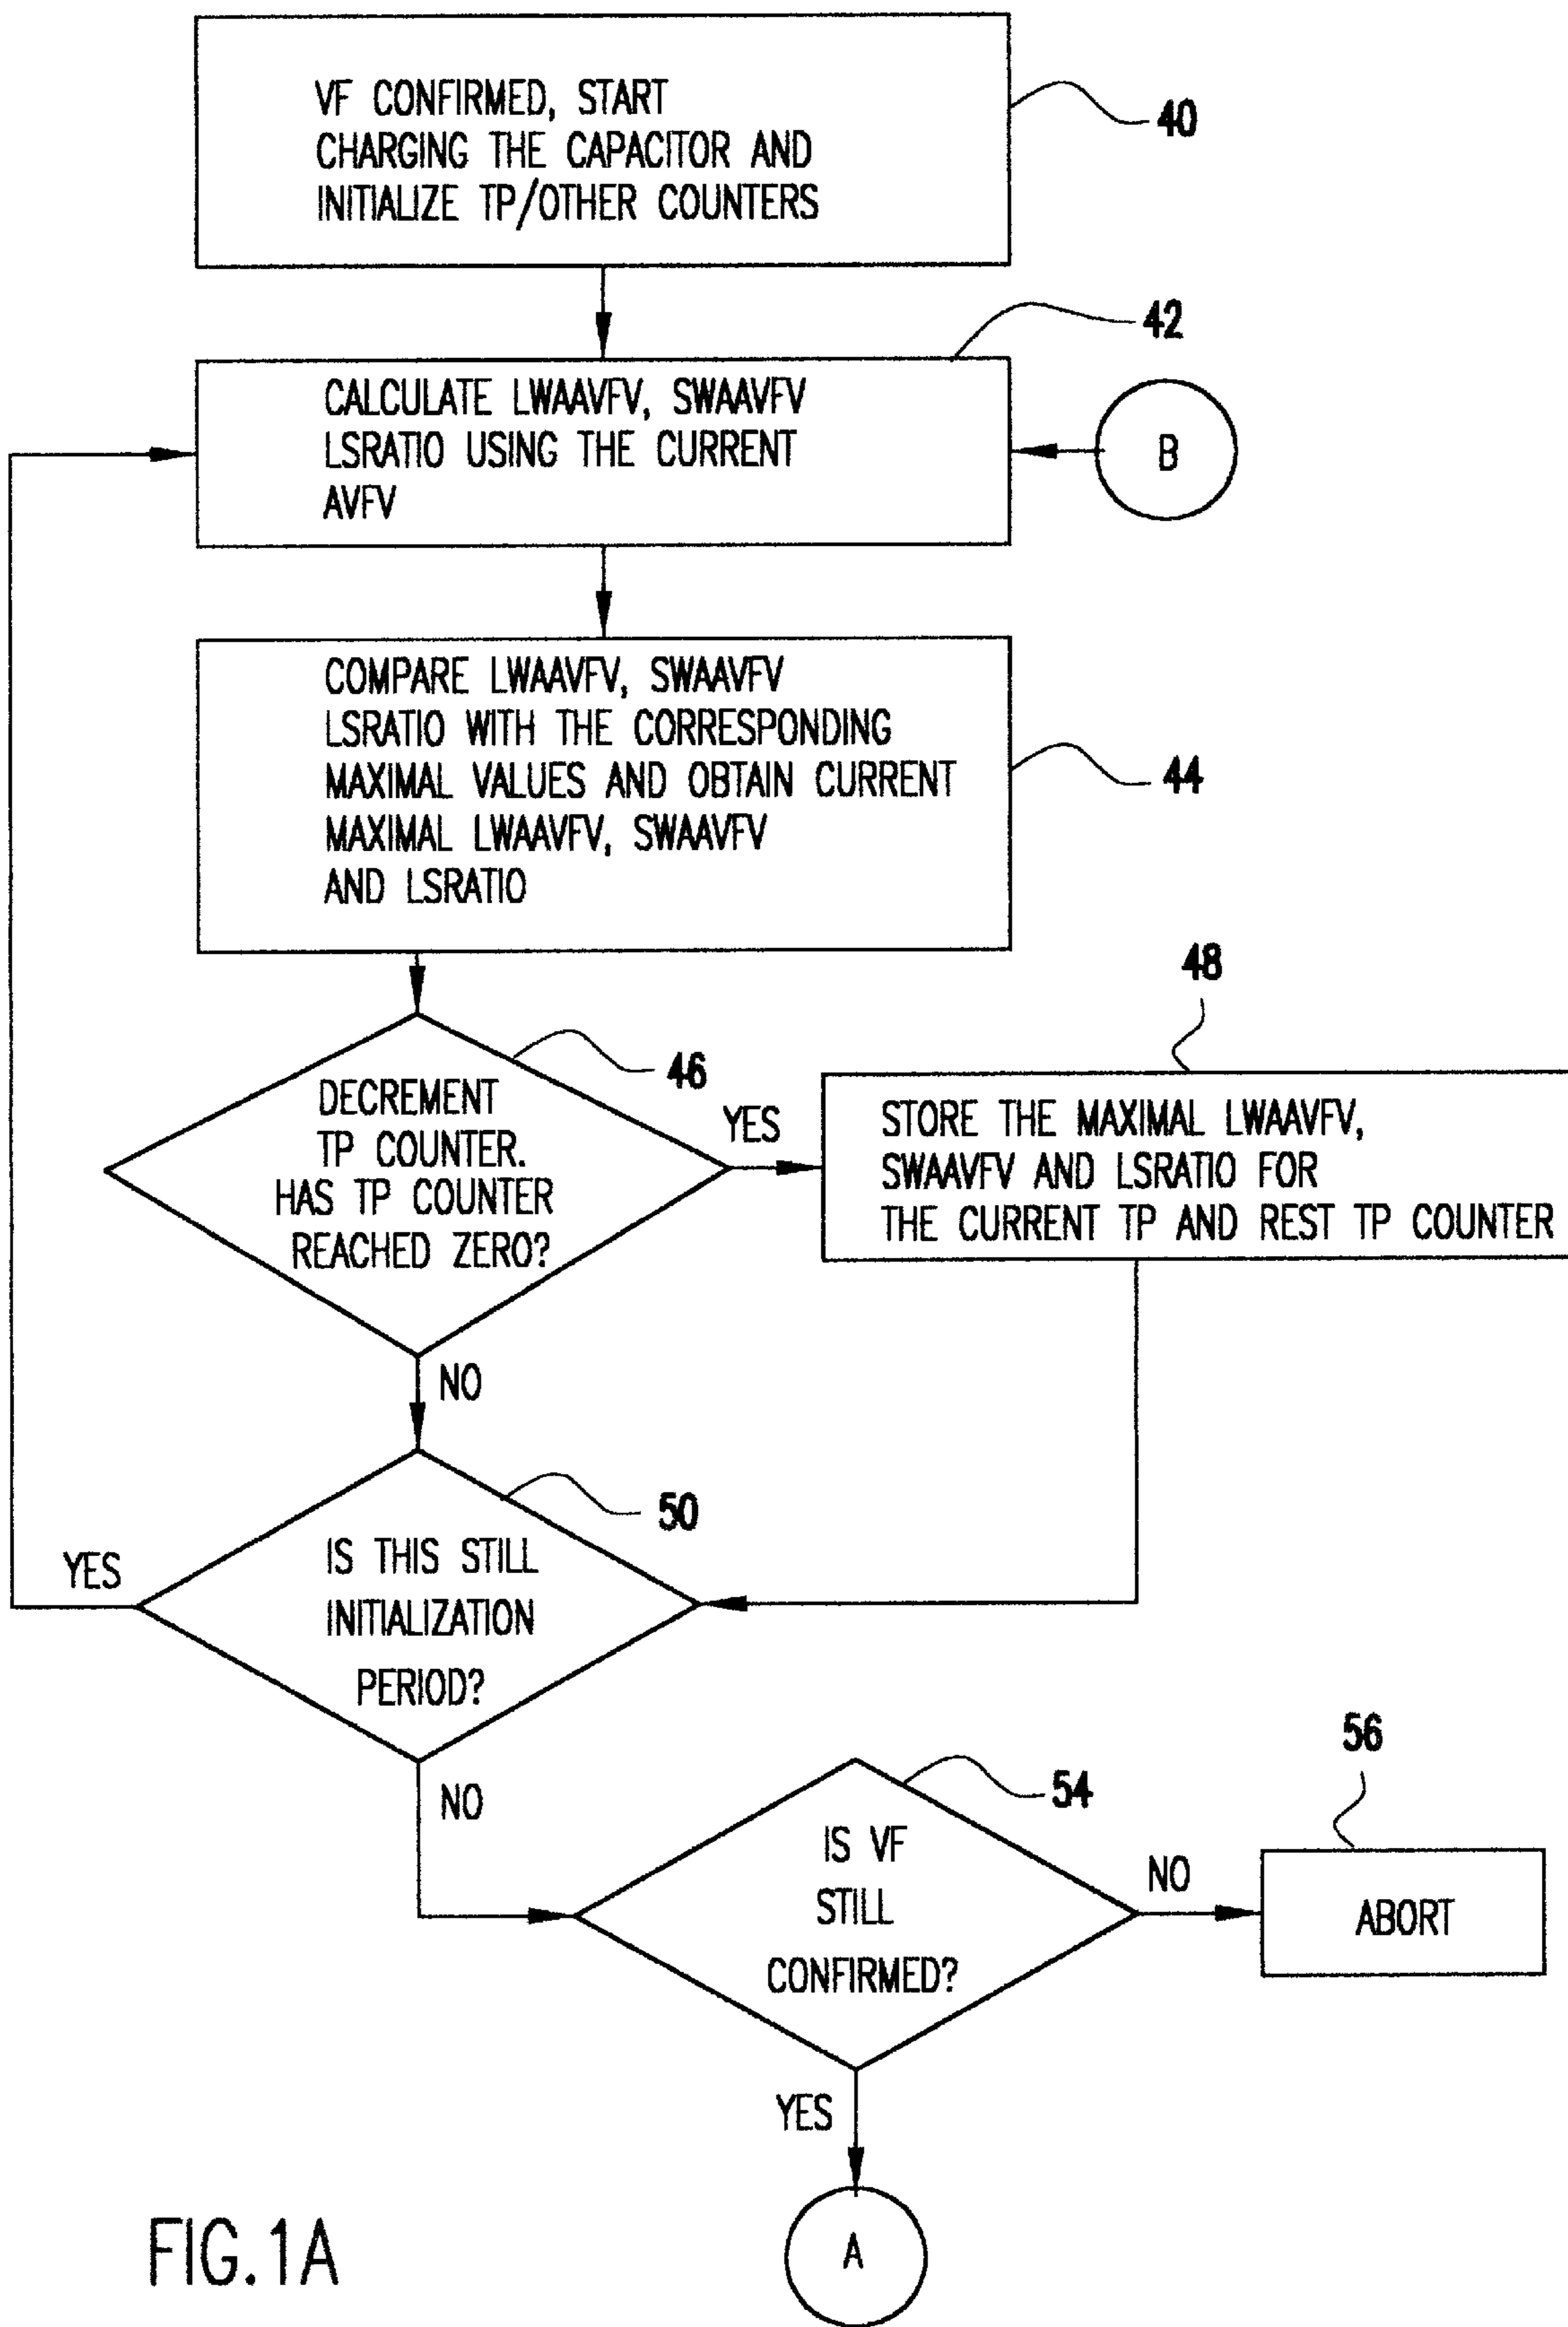 VF CONFIRMED, START
CHARGING THE CAPACITOR AND
INITIALIZE TP/OTHER COUNTERS
40
42
CALCULATE LWAAVFV, SWAAVFV
LSRATIO USING THE CURRENT
AVFV
B
COMPARE LWAAVFV, SWAAVFV
LSRATIO WITH THE CORRESPONDING
MAXIMAL VALUES AND OBTAIN CURRENT
MAXIMAL LWAAVFV, SWAAVFV
AND LSRATIO
44
46
DECREMENT
TP COUNTER.
HAS TP COUNTER
REACHED ZERO?
YES
48
STORE THE MAXIMAL LWAAVFV,
SWAAVFV AND LSRATIO FOR
THE CURRENT TP AND REST TP COUNTER
NO
50
IS THIS STILL
INITIALIZATION
PERIOD?
YES
NO
54
IS VF
STILL
CONFIRMED?
NO
56
ABORT
YES
A
FIG.1A